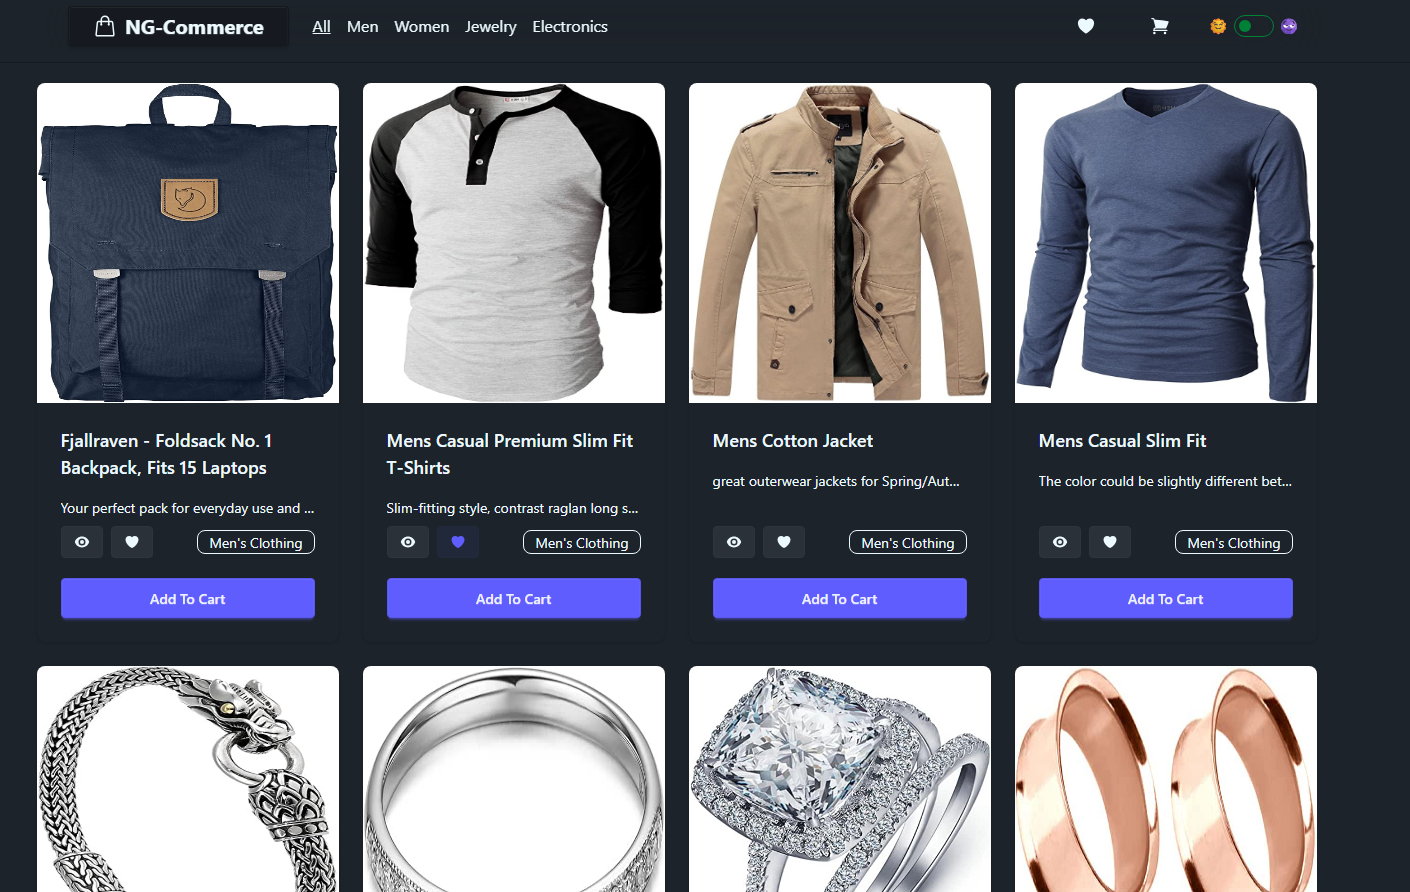 NG-Commerce
All Men Women Jewelry Electronics
Fjallraven - Foldsack No. 1
Backpack, Fits 15 Laptops
Your perfect pack for everyday use and ...
Men's Clothing
Add To Cart
Mens Casual Premium Slim Fit
T-Shirts
Slim-fitting style, contrast raglan long s...
Men's Clothing
Add To Cart
Mens Cotton Jacket
great outerwear jackets for Spring/Aut...
Men's Clothing
Add To Cart
Mens Casual Slim Fit
The color could be slightly different bet...
Men's Clothing
Add To Cart